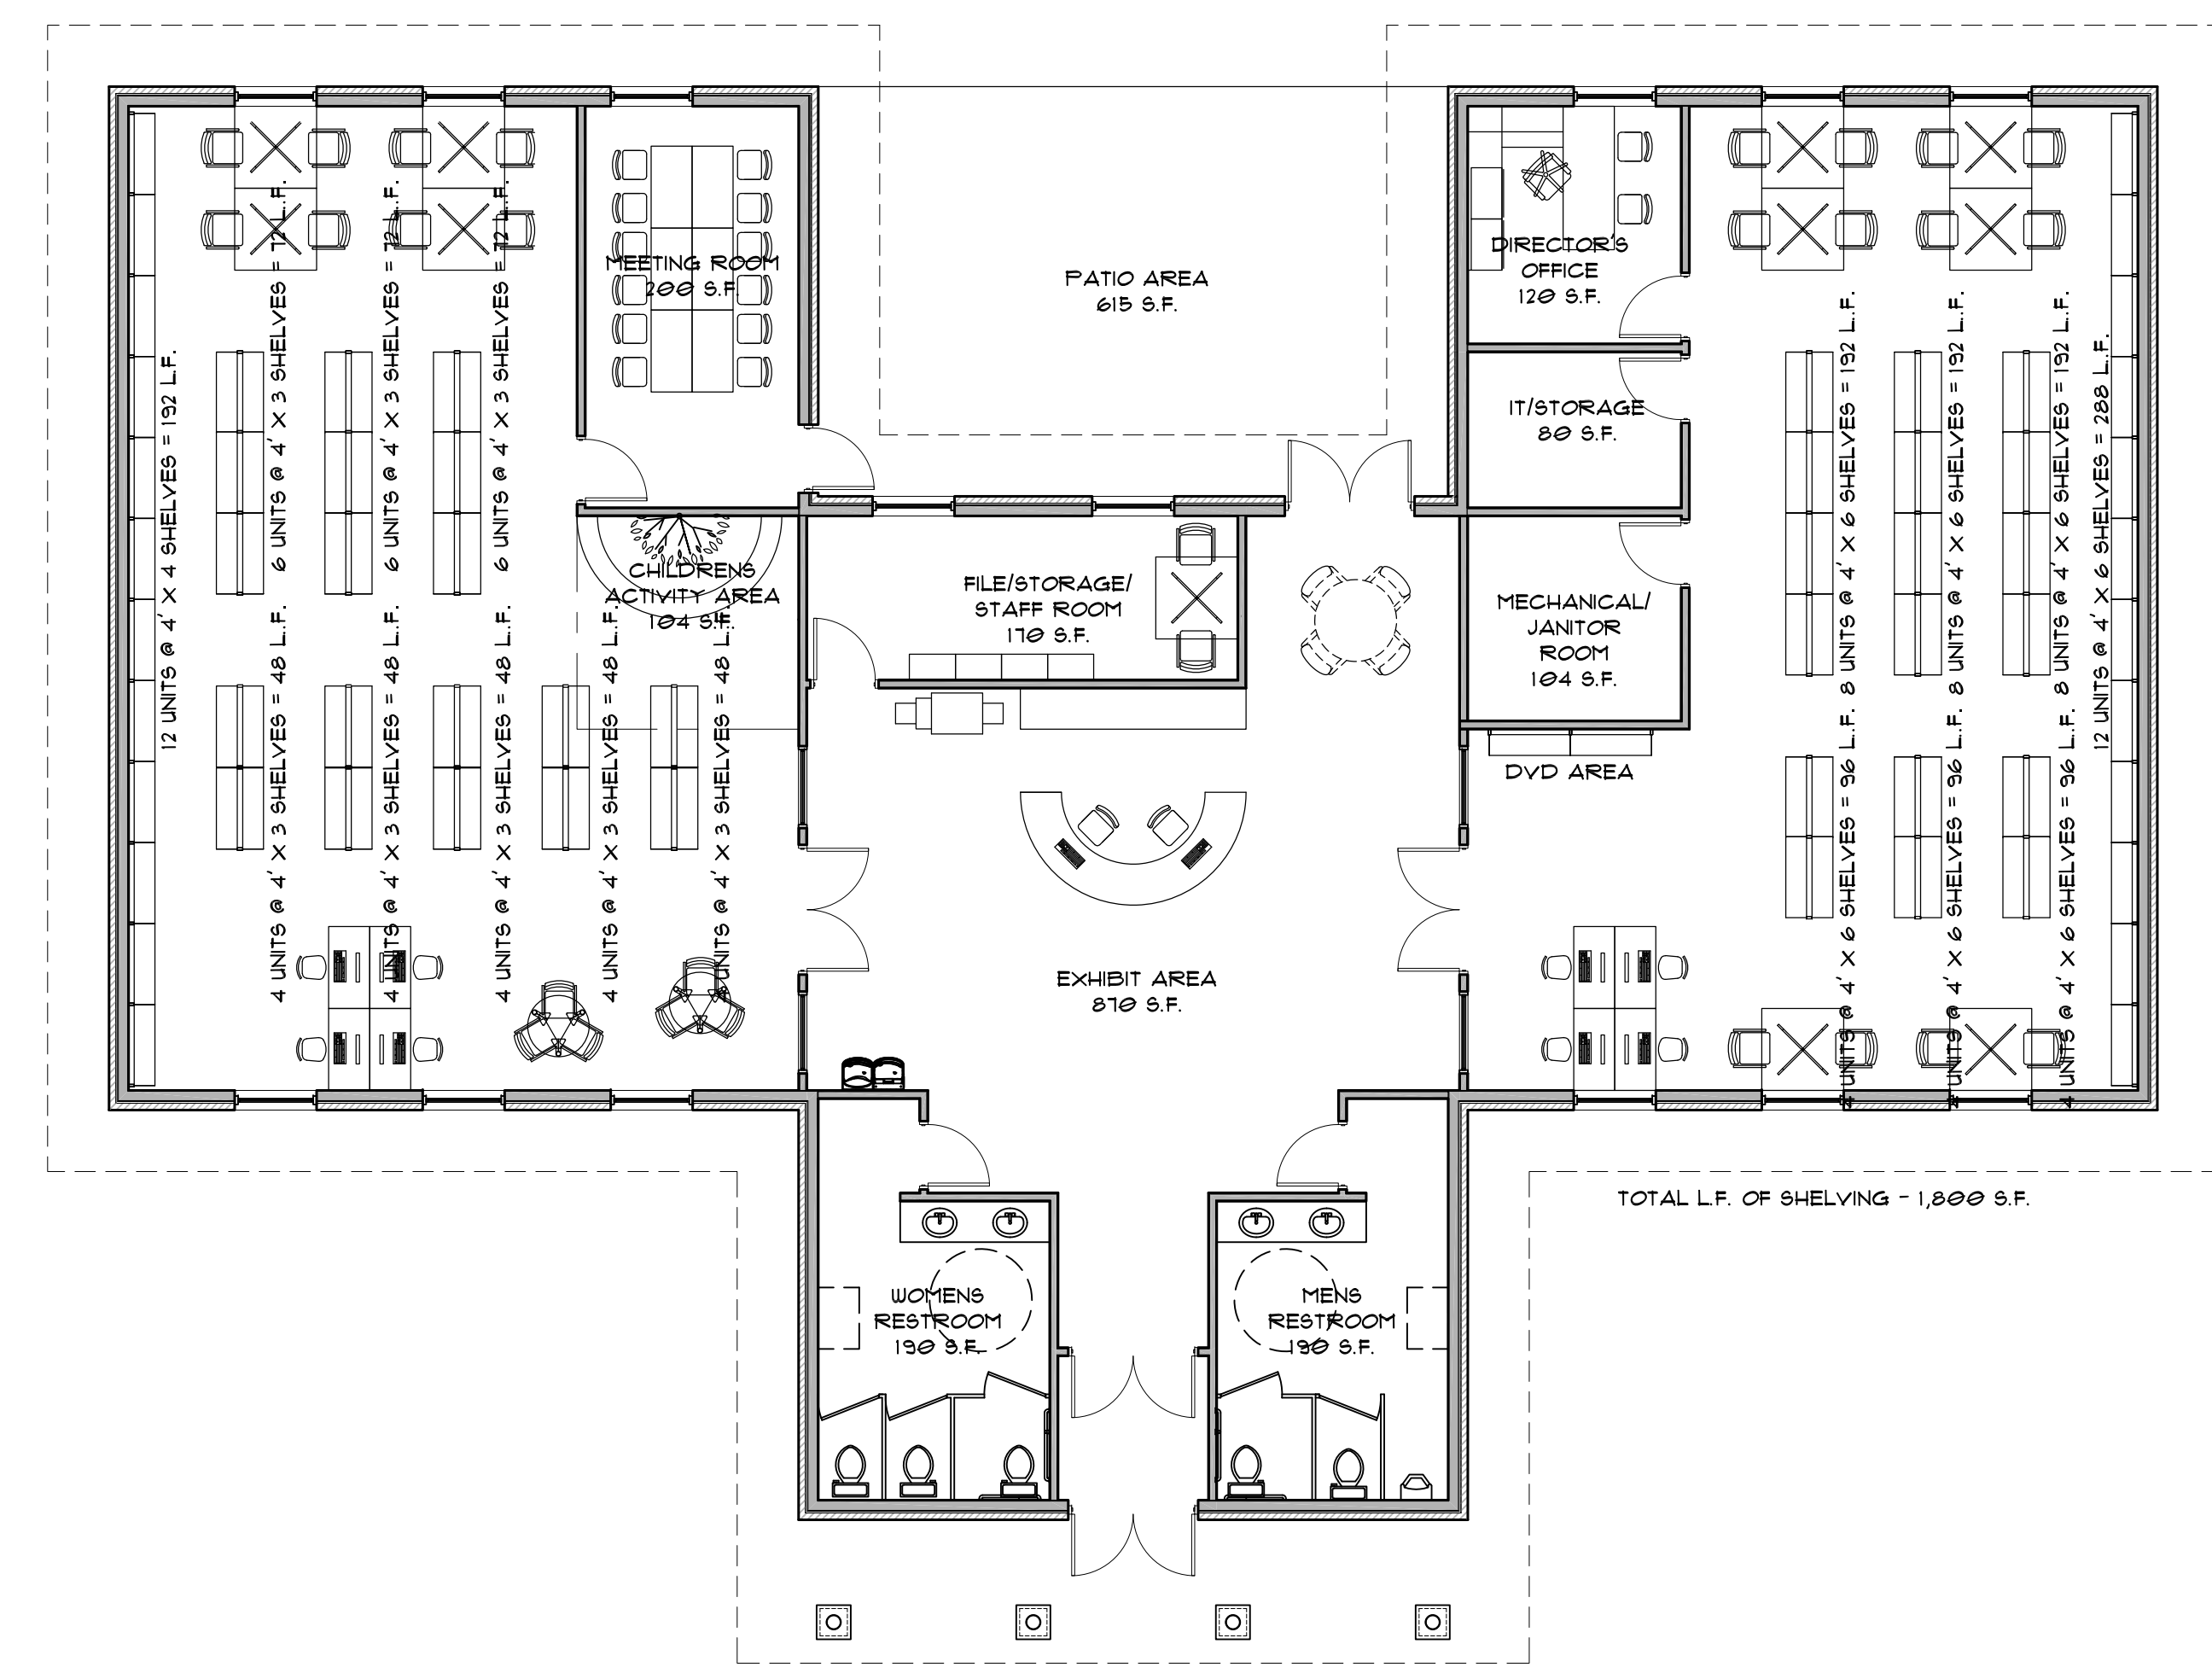 12 UNITS @ 4' X 4 SHELVES = 192 L.F.
6 UNITS @ 4' X 3 SHELVES = 72 L.F.
6 UNITS @ 4' X 3 SHELVES = 72 L.F.
6 UNITS @ 4' X 3 SHELVES = 72 L.F.
4 UNITS @ 4' X 3 SHELVES = 48 L.F.
4 UNITS @ 4' X 3 SHELVES = 48 L.F.
4 UNITS @ 4' X 3 SHELVES = 48 L.F.
4 UNITS @ 4' X 3 SHELVES = 48 L.F.
4 UNITS @ 4' X 3 SHELVES = 48 L.F.
MEETING ROOM
200 S.F.
CHILDRENS
ACTIVITY AREA
104 S.F.
PATIO AREA
615 S.F.
FILE/STORAGE/
STAFF ROOM
170 S.F.
EXHIBIT AREA
870 S.F.
DIRECTOR'S
OFFICE
120 S.F.
IT/STORAGE
80 S.F.
MECHANICAL/
JANITOR
ROOM
104 S.F.
DVD AREA
8 UNITS @ 4' X 6 SHELVES = 192 L.F.
8 UNITS @ 4' X 6 SHELVES = 192 L.F.
8 UNITS @ 4' X 6 SHELVES = 192 L.F.
4 UNITS @ 4' X 6 SHELVES = 96 L.F.
4 UNITS @ 4' X 6 SHELVES = 96 L.F.
4 UNITS @ 4' X 6 SHELVES = 96 L.F.
12 UNITS @ 4' X 6 SHELVES = 288 L.F.
WOMENS
RESTROOM
190 S.F.
MENS
RESTROOM
190 S.F.
TOTAL L.F. OF SHELVING - 1,800 S.F.